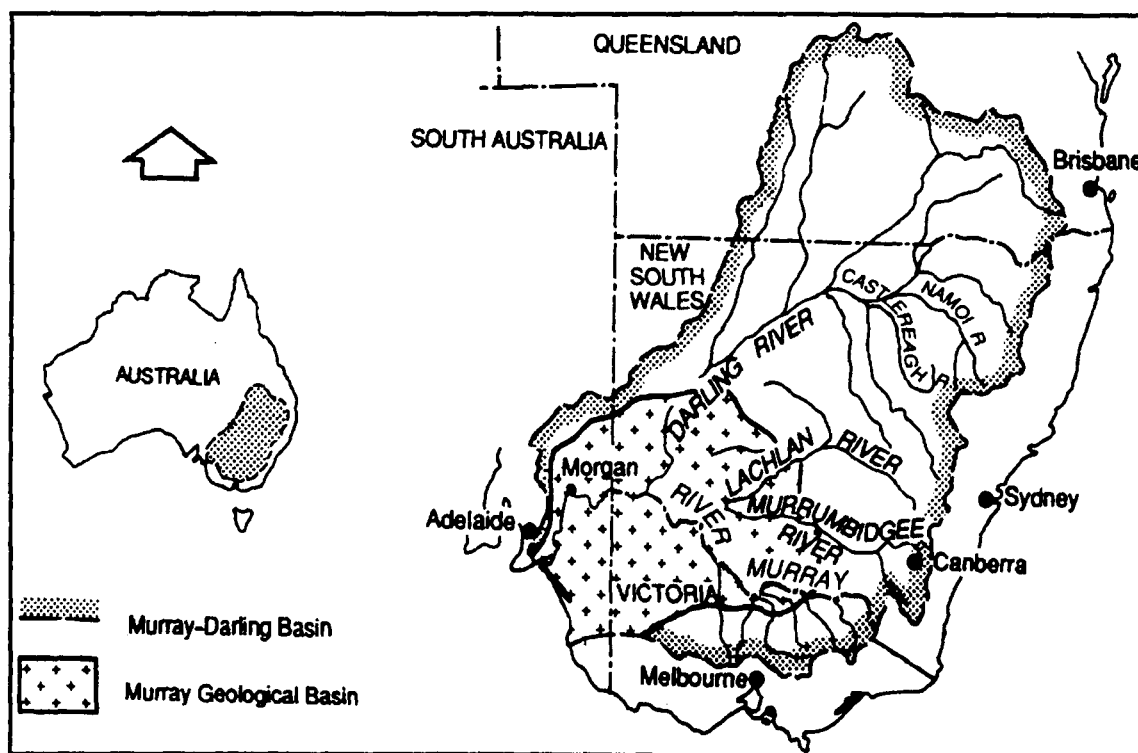 QUEENSLAND
SOUTH AUSTRALIA
Brisbane
NEW
SOUTH
WALES
CASTLEREAGH R
NAMOI R
DARLING RIVER
AUSTRALIA
LACHLAN RIVER
Morgan
RIVER
MURRUMBIDGEE
RIVER
Sydney
Adelaide
MURRAY
Canberra
VICTORIA
Murray-Darling Basin
Melbourne
Murray Geological Basin